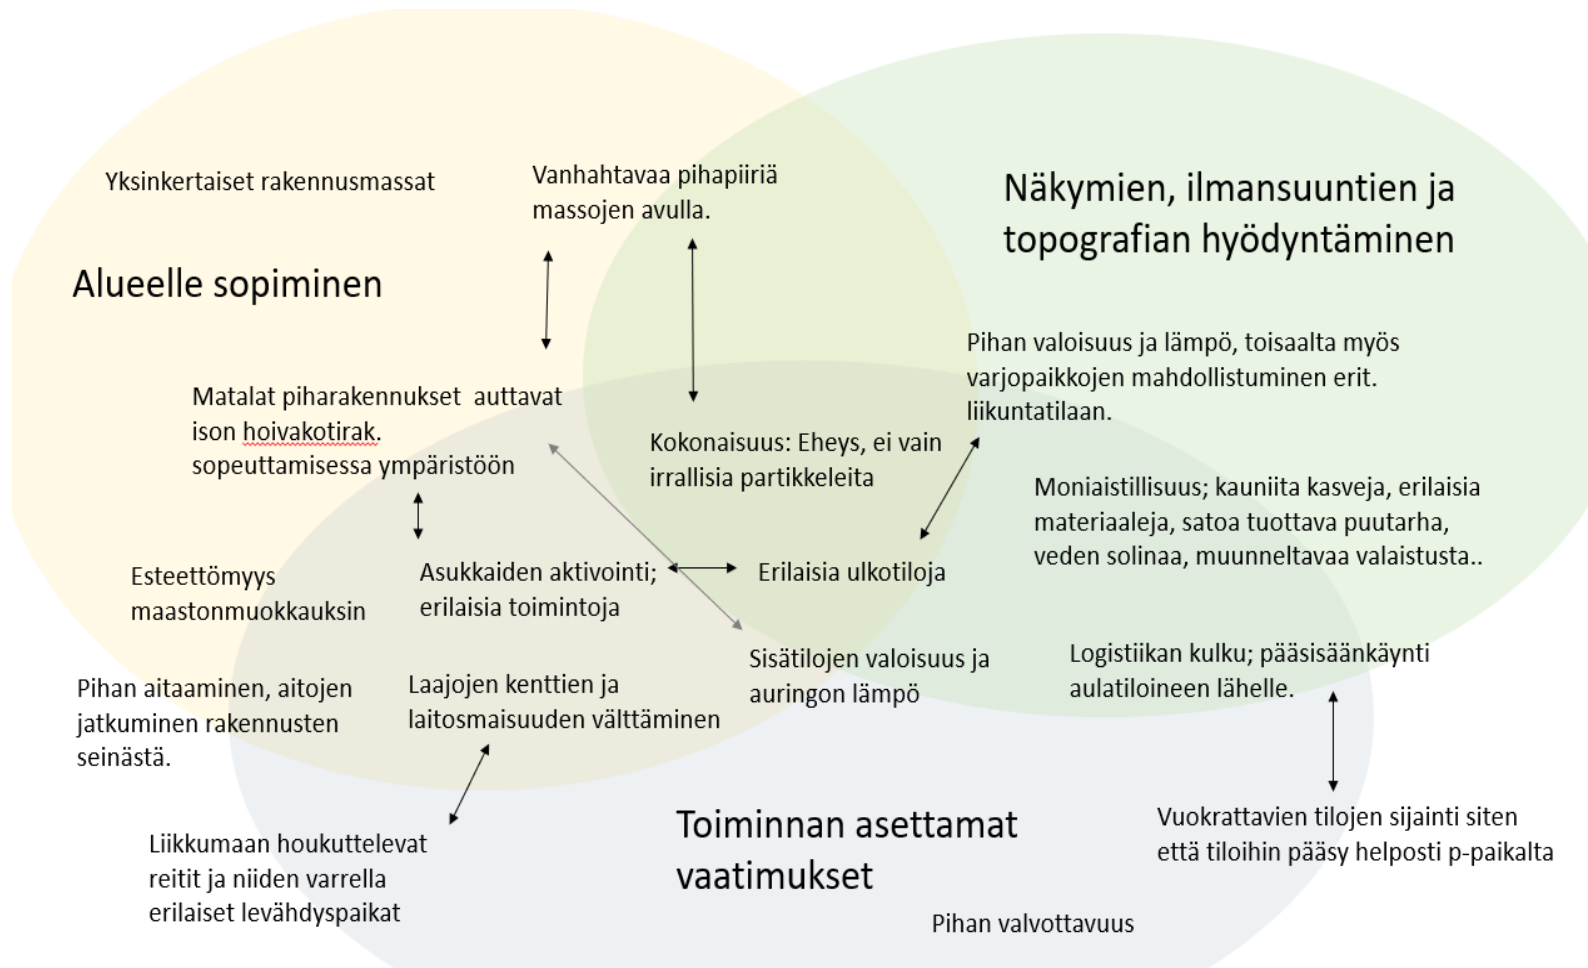 Yksinkertaiset rakennusmassat
Vanhahtavaa pihapiiriä
massojen avulla.
Näkymien, ilmansuuntien ja
topografian hyödyntäminen
Alueelle sopiminen
Pihan valoisuus ja lämpö, toisaalta myös
varjopaikkojen mahdollistuminen erit.
liikuntatilaan.
Matalat piharakennukset auttavat
ison hoivakotirak.
sopeuttamisessa ympäristöön
Kokonaisuus: Eheys, ei vain
irrallisia partikkeleita
Moniaistillisuus; kauniita kasveja, erilaisia
materiaaleja, satoa tuottava puutarha,
veden solinaa, muunneltavaa valaistusta..
Esteettömyys
maastonmuokkauksin
Asukkaiden aktivointi;
erilaisia toimintoja
Erilaisia ulkotiloja
Sisätilojen valoisuus ja
auringon lämpö
Logistiikan kulku; pääsisäänkäynti
aulatiloineen lähelle.
Pihan aitaaminen, aitojen
jatkuminen rakennusten
seinästä.
Laajojen kenttien ja
laitosmaisuuden välttäminen
Toiminnan asettamat
vaatimukset
Vuokrattavien tilojen sijainti siten
että tiloihin pääsy helposti p-paikalta
Liikkumaan houkuttelevat
reitit ja niiden varrella
erilaiset levähdyspaikat
Pihan valvottavuus